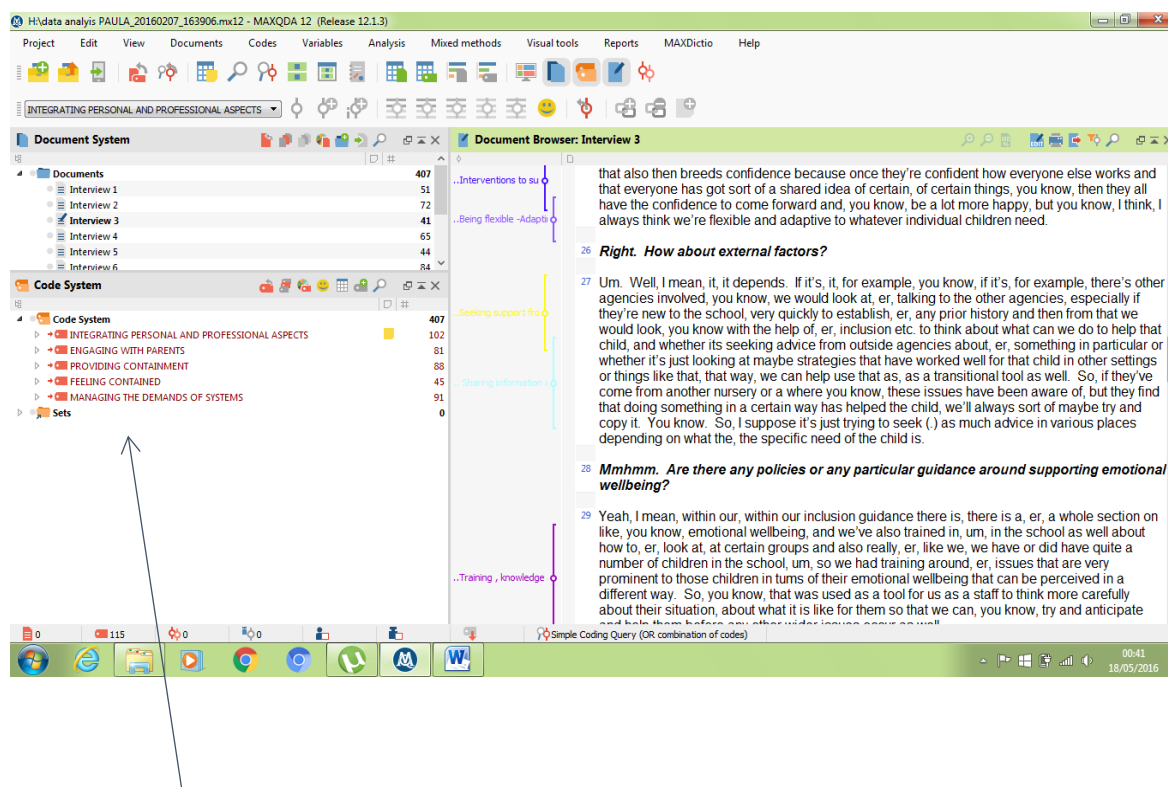 H:\data analyis PAULA_20160207_163906.mx12 - MAXQDA 12 (Release 12.1.3)
Project Edit View Documents Codes Variables Analysis Mixed methods Visual tools Reports MAXDictio Help
INTEGRATING PERSONAL AND PROFESSIONAL ASPECTS
Document System
#
Documents 407
Interview 1 51
Interview 2 72
Interview 3 41
Interview 4 65
Interview 5 44
Interview 6 84
Code System
#
Code System 407
INTEGRATING PERSONAL AND PROFESSIONAL ASPECTS 102
ENGAGING WITH PARENTS 81
PROVIDING CONTAINMENT 88
FEELING CONTAINED 45
MANAGING THE DEMANDS OF SYSTEMS 91
Sets 0
Document Browser: Interview 3
..Interventions to su
..Being flexible -Adapti
..Seeking support fro
.. Sharing information
..Training , knowledge
that also then breeds confidence because once they're confident how everyone else works and
that everyone has got sort of a shared idea of certain, of certain things, you know, then they all
have the confidence to come forward and, you know, be a lot more happy, but you know, I think, I
always think we're flexible and adaptive to whatever individual children need.
26 Right. How about external factors?
27 Um. Well, I mean, it, it depends. If it's, it, for example, you know, if it's, for example, there's other
agencies involved, you know, we would look at, er, talking to the other agencies, especially if
they're new to the school, very quickly to establish, er, any prior history and then from that we
would look, you know with the help of, er, inclusion etc. to think about what can we do to help that
child, and whether its seeking advice from outside agencies about, er, something in particular or
whether it's just looking at maybe strategies that have worked well for that child in other settings
or things like that, that way, we can help use that as, as a transitional tool as well. So, if they've
come from another nursery or a where you know, these issues have been aware of, but they find
that doing something in a certain way has helped the child, we'll always sort of maybe try and
copy it. You know. So, I suppose it's just trying to seek (.) as much advice in various places
depending on what the, the specific need of the child is.
28 Mmhmm. Are there any policies or any particular guidance around supporting emotional
wellbeing?
29 Yeah, I mean, within our, within our inclusion guidance there is, there is a, er, a whole section on
like, you know, emotional wellbeing, and we've also trained in, um, in the school as well about
how to, er, look at, at certain groups and also really, er, like we, we have or did have quite a
number of children in the school, um, so we had training around, er, issues that are very
prominent to those children in tums of their emotional wellbeing that can be perceived in a
different way. So, you know, that was used as a tool for us as a staff to think more carefully
about their situation, about what it is like for them so that we can, you know, try and anticipate
and help them before any other wider issues occur as well
0 115 0 0 Simple Coding Query (OR combination of codes)
00:41
18/05/2016